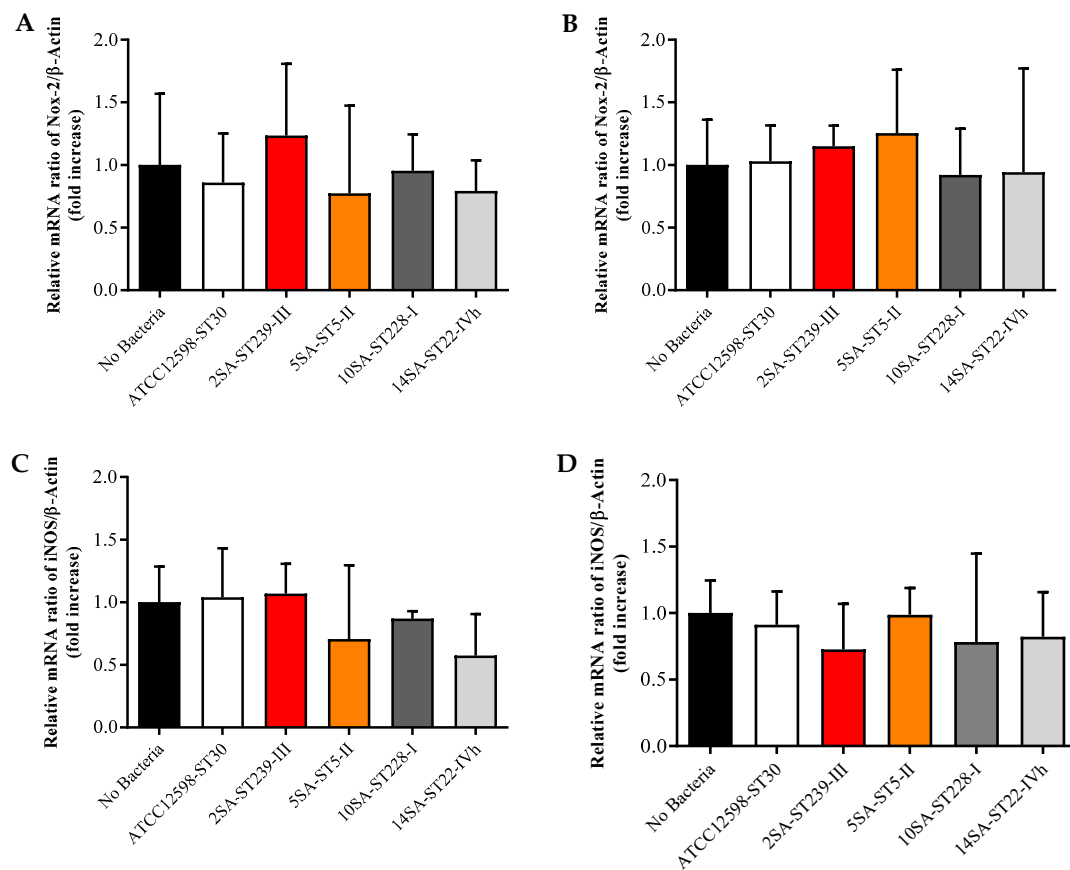 A
Relative mRNA ratio of Nox-2/β-Actin
(fold increase)
2.0
1.5
1.0
0.5
0.0
No Bacteria
ATCC12598-ST30
2SA-ST239-III
5SA-ST5-II
10SA-ST228-I
14SA-ST22-IVh
B
Relative mRNA ratio of Nox-2/β-Actin
(fold increase)
2.0
1.5
1.0
0.5
0.0
No Bacteria
ATCC12598-ST30
2SA-ST239-III
5SA-ST5-II
10SA-ST228-I
14SA-ST22-IVh
C
Relative mRNA ratio of iNOS/β-Actin
(fold increase)
2.0
1.5
1.0
0.5
0.0
No Bacteria
ATCC12598-ST30
2SA-ST239-III
5SA-ST5-II
10SA-ST228-I
14SA-ST22-IVh
D
Relative mRNA ratio of iNOS/β-Actin
(fold increase)
2.0
1.5
1.0
0.5
0.0
No Bacteria
ATCC12598-ST30
2SA-ST239-III
5SA-ST5-II
10SA-ST228-I
14SA-ST22-IVh